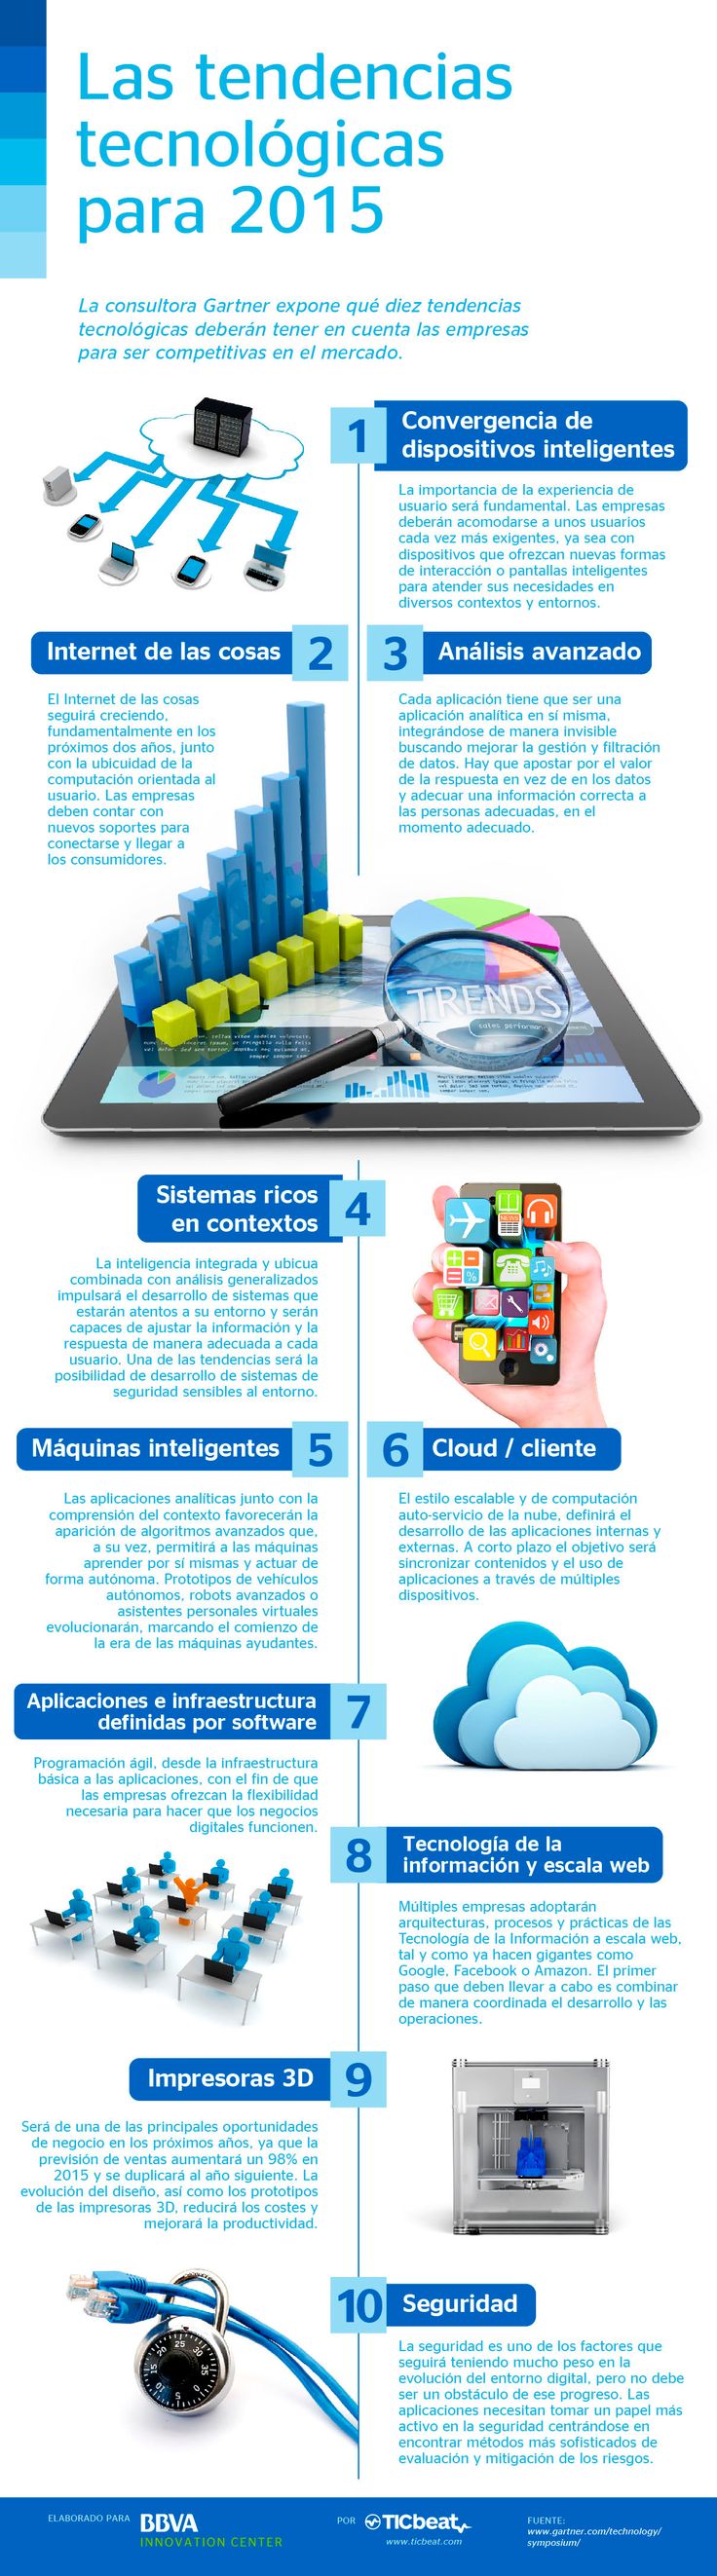 Las tendencias
tecnológicas
para 2015
La consultora Gartner expone qué diez tendencias
tecnológicas deberán tener en cuenta las empresas
para ser competitivas en el mercado.
1
Convergencia de
dispositivos inteligentes
La importancia de la experiencia de
usuario será fundamental. Las empresas
deberán acomodarse a unos usuarios
cada vez más exigentes, ya sea con
dispositivos que ofrezcan nuevas formas
de interacción o pantallas inteligentes
para atender sus necesidades en
diversos contextos y entornos.
Internet de las cosas
2
El Internet de las cosas
seguirá creciendo,
fundamentalmente en los
próximos dos años, junto
con la ubicuidad de la
computación orientada al
usuario. Las empresas
deben contar con
nuevos soportes para
conectarse y llegar a
los consumidores.
3
Análisis avanzado
Cada aplicación tiene que ser una
aplicación analítica en sí misma,
integrándose de manera invisible
buscando mejorar la gestión y filtración
de datos. Hay que apostar por el valor
de la respuesta en vez de en los datos
y adecuar una información correcta a
las personas adecuadas, en el
momento adecuado.
TRENDS
sales performance
Sistemas ricos
en contextos
4
La inteligencia integrada y ubicua
combinada con análisis generalizados
impulsará el desarrollo de sistemas que
estarán atentos a su entorno y serán
capaces de ajustar la información y la
respuesta de manera adecuada a cada
usuario. Una de las tendencias será la
posibilidad de desarrollo de sistemas de
seguridad sensibles al entorno.
NEWS
Máquinas inteligentes
5
Las aplicaciones analíticas junto con la
comprensión del contexto favorecerán la
aparición de algoritmos avanzados que,
a su vez, permitirá a las máquinas
aprender por sí mismas y actuar de
forma autónoma. Prototipos de vehículos
autónomos, robots avanzados o
asistentes personales virtuales
evolucionarán, marcando el comienzo de
la era de las máquinas ayudantes.
6
Cloud / cliente
El estilo escalable y de computación
auto-servicio de la nube, definirá el
desarrollo de las aplicaciones internas y
externas. A corto plazo el objetivo será
sincronizar contenidos y el uso de
aplicaciones a través de múltiples
dispositivos.
Aplicaciones e infraestructura
definidas por software
7
Programación ágil, desde la infraestructura
básica a las aplicaciones, con el fin de que
las empresas ofrezcan la flexibilidad
necesaria para hacer que los negocios
digitales funcionen.
8
Tecnología de la
información y escala web
Múltiples empresas adoptarán
arquitecturas, procesos y prácticas de las
Tecnología de la Información a escala web,
tal y como ya hacen gigantes como
Google, Facebook o Amazon. El primer
paso que deben llevar a cabo es combinar
de manera coordinada el desarrollo y las
operaciones.
Impresoras 3D
9
Será de una de las principales oportunidades
de negocio en los próximos años, ya que la
previsión de ventas aumentará un 98% en
2015 y se duplicará al año siguiente. La
evolución del diseño, así como los prototipos
de las impresoras 3D, reducirá los costes y
mejorará la productividad.
10
Seguridad
La seguridad es uno de los factores que
seguirá teniendo mucho peso en la
evolución del entorno digital, pero no debe
ser un obstáculo de ese progreso. Las
aplicaciones necesitan tomar un papel más
activo en la seguridad centrándose en
encontrar métodos más sofisticados de
evaluación y mitigación de los riesgos.
0 5 10 15 20 25 30 35
ELABORADO PARA
BBVA
INNOVATION CENTER
POR
TICbeat
www.ticbeat.com
FUENTE:
www.gartner.com/technology/
symposium/